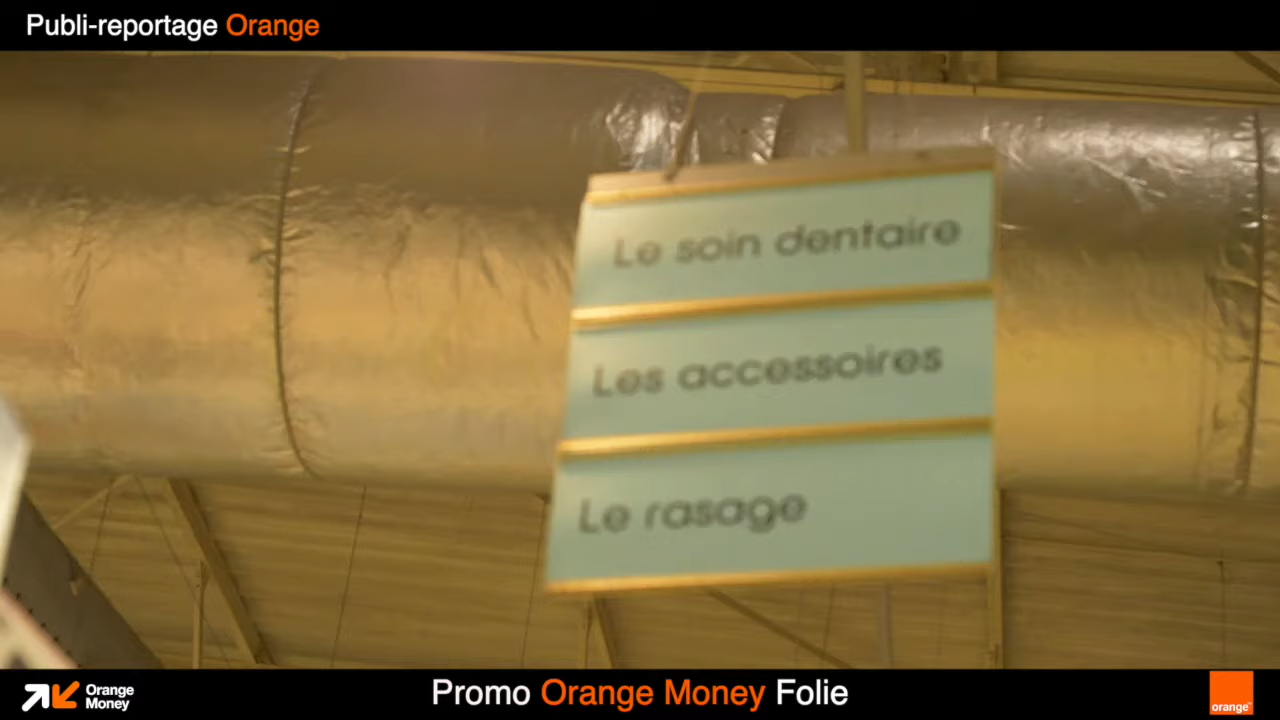 Publi-reportage Orange
Le soin dentaire
Les accessoires
Le rasage
Orange
Money
Promo Orange Money Folie
orange